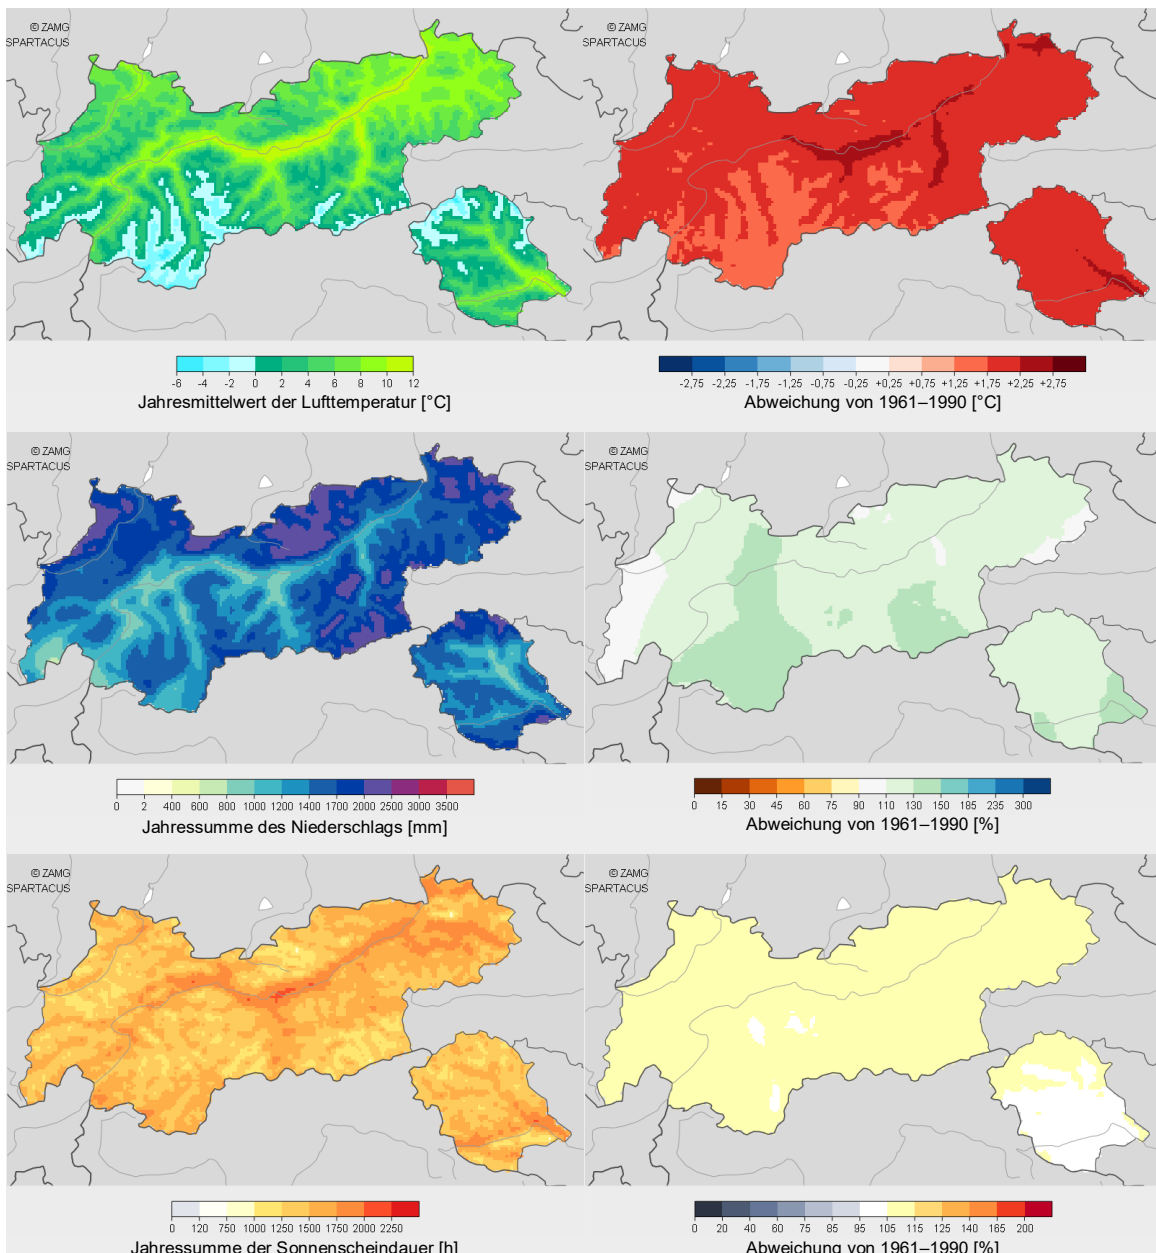 © ZAMG
SPARTACUS
© ZAMG
SPARTACUS
-6 -4 -2 0 2 4 6 8 10 12
Jahresmittelwert der Lufttemperatur [°C]
-2,75 -2,25 -1,75 -1,25 -0,75 -0,25 +0,25 +0,75 +1,25 +1,75 +2,25 +2,75
Abweichung von 1961–1990 [°C]
© ZAMG
SPARTACUS
© ZAMG
SPARTACUS
0 2 400 600 800 1000 1200 1400 1700 2000 2500 3000 3500
Jahressumme des Niederschlags [mm]
0 15 30 45 60 75 90 110 130 150 185 235 300
Abweichung von 1961–1990 [%]
© ZAMG
SPARTACUS
© ZAMG
SPARTACUS
0 120 750 1000 1250 1500 1750 2000 2250
Jahressumme der Sonnenscheindauer [h]
0 20 40 60 75 85 95 105 115 125 140 165 200
Abweichung von 1961–1990 [%]